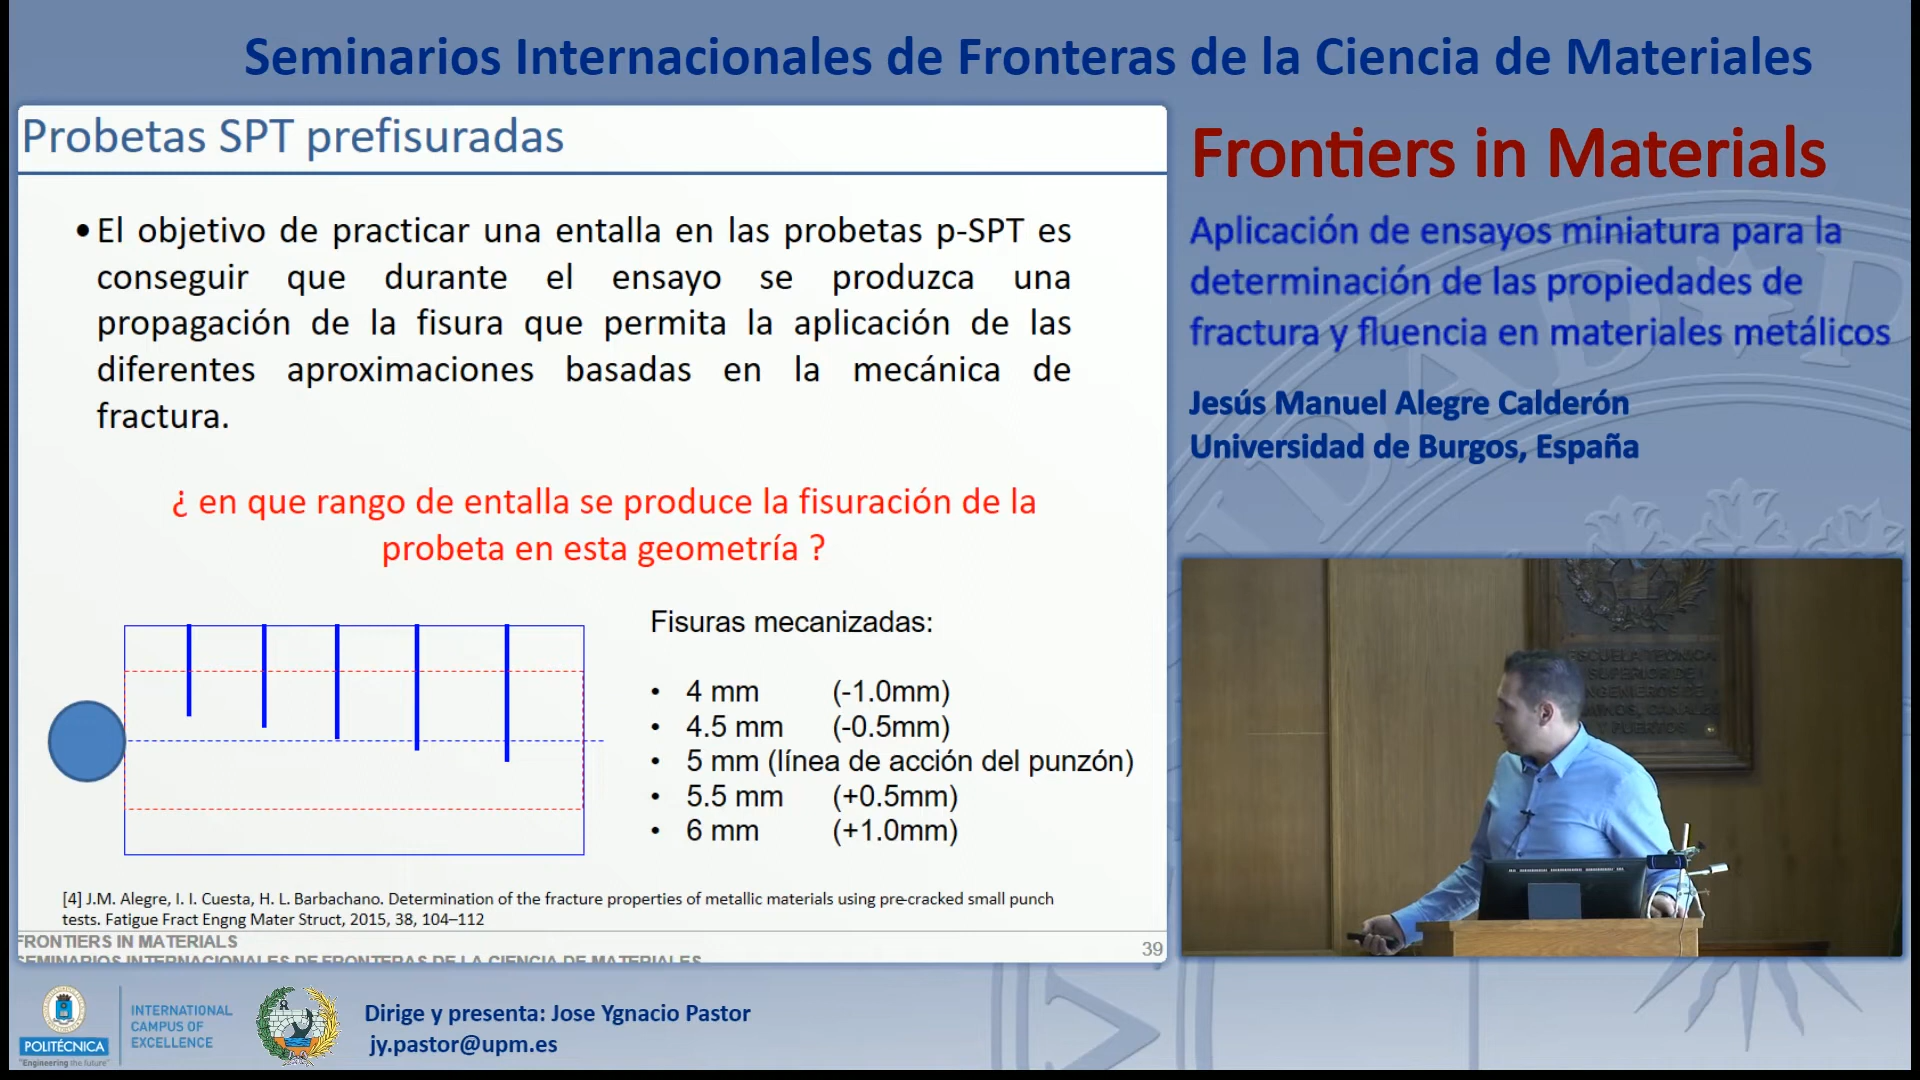 Seminarios Internacionales de Fronteras de la Ciencia de Materiales
Probetas SPT prefisuradas
• El objetivo de practicar una entalla en las probetas p-SPT es
conseguir que durante el ensayo se produzca una
propagación de la fisura que permita la aplicación de las
diferentes aproximaciones basadas en la mecánica de
fractura.
¿ en que rango de entalla se produce la fisuración de la
probeta en esta geometría ?
Fisuras mecanizadas:
• 4 mm (-1.0mm)
• 4.5 mm (-0.5mm)
• 5 mm (línea de acción del punzón)
• 5.5 mm (+0.5mm)
• 6 mm (+1.0mm)
[4] J.M. Alegre, I. I. Cuesta, H. L. Barbachano. Determination of the fracture properties of metallic materials using pre-cracked small punch
tests. Fatigue Fract Engng Mater Struct, 2015, 38, 104–112
FRONTIERS IN MATERIALS
SEMINARIOS INTERNACIONALES DE FRONTERAS DE LA CIENCIA DE MATERIALES
39
Frontiers in Materials
Aplicación de ensayos miniatura para la
determinación de las propiedades de
fractura y fluencia en materiales metálicos
Jesús Manuel Alegre Calderón
Universidad de Burgos, España
ESCUELA TECNICA
SUPERIOR DE
INGENIEROS DE
CAMINOS, CANALES
Y PUERTOS
POLITÉCNICA
"Engineering the future"
INTERNATIONAL
CAMPUS OF
EXCELLENCE
Dirige y presenta: Jose Ygnacio Pastor
jy.pastor@upm.es